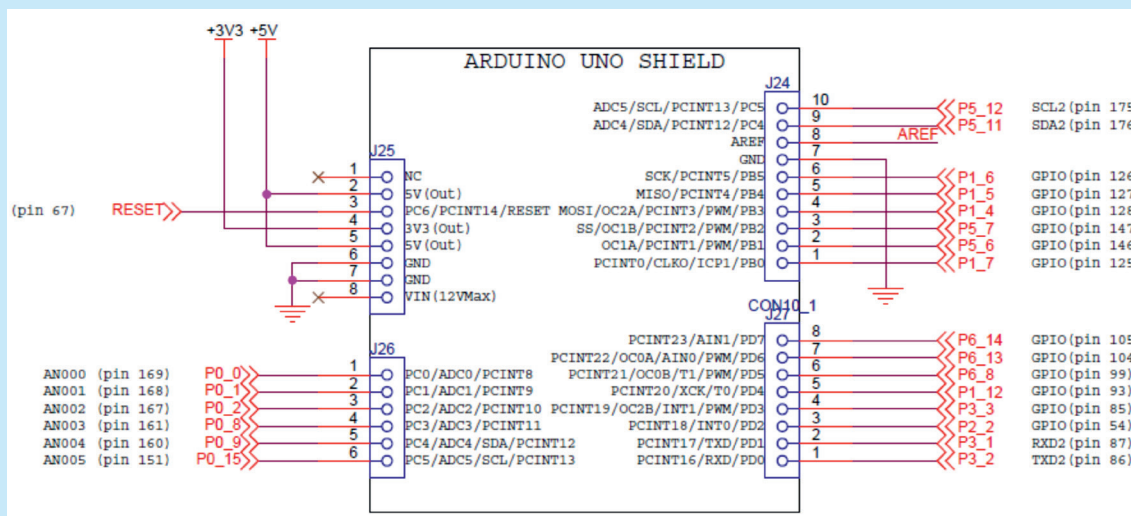 +3V3 +5V
ARDUINO UNO SHIELD
J24
ADC5/SCL/PCINT13/PC5 10 P5_12 SCL2(pin 175
ADC4/SDA/PCINT12/PC4 9 P5_11 SDA2(pin 176
AREF 8 AREF
GND 7
SCK/PCINT5/PB5 6 P1_6 GPIO(pin 126
MISO/PCINT4/PB4 5 P1_5 GPIO(pin 127
MOSI/OC2A/PCINT3/PWM/PB3 4 P1_4 GPIO(pin 128
SS/OC1B/PCINT2/PWM/PB2 3 P5_7 GPIO(pin 147
OC1A/PCINT1/PWM/PB1 2 P5_6 GPIO(pin 146
PCINT0/CLKO/ICP1/PB0 1 P1_7 GPIO(pin 125
CON10_1
J25
1 NC
2 5V(Out)
(pin 67) RESET 3 PC6/PCINT14/RESET
4 3V3(Out)
5 5V(Out)
6 GND
7 GND
8 VIN(12VMax)
J26
AN000 (pin 169) P0_0 1 PC0/ADC0/PCINT8
AN001 (pin 168) P0_1 2 PC1/ADC1/PCINT9
AN002 (pin 167) P0_2 3 PC2/ADC2/PCINT10
AN003 (pin 161) P0_8 4 PC3/ADC3/PCINT11
AN004 (pin 160) P0_9 5 PC4/ADC4/SDA/PCINT12
AN005 (pin 151) P0_15 6 PC5/ADC5/SCL/PCINT13
J27
PCINT23/AIN1/PD7 8 P6_14 GPIO(pin 105
PCINT22/OC0A/AIN0/PWM/PD6 7 P6_13 GPIO(pin 104
PCINT21/OC0B/T1/PWM/PD5 6 P6_8 GPIO(pin 99)
PCINT20/XCK/T0/PD4 5 P1_12 GPIO(pin 93)
PCINT19/OC2B/INT1/PWM/PD3 4 P3_3 GPIO(pin 85)
PCINT18/INT0/PD2 3 P2_2 GPIO(pin 54)
PCINT17/TXD/PD1 2 P3_1 RXD2(pin 87)
PCINT16/RXD/PD0 1 P3_2 TXD2(pin 86)